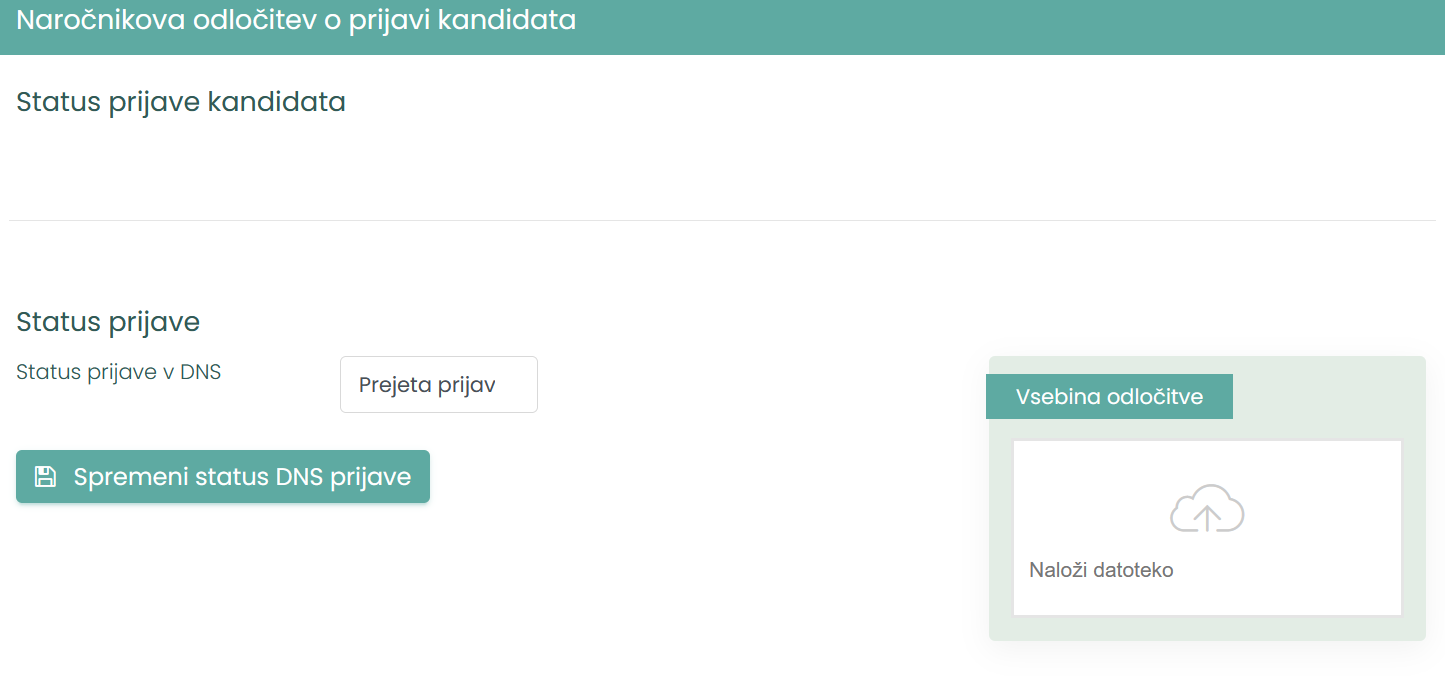 Naročnikova odločitev o prijavi kandidata
Status prijave kandidata
Status prijave
Status prijave v DNS
Prejeta prijav
Vsebina odločitve
Spremeni status DNS prijave
Naloži datoteko